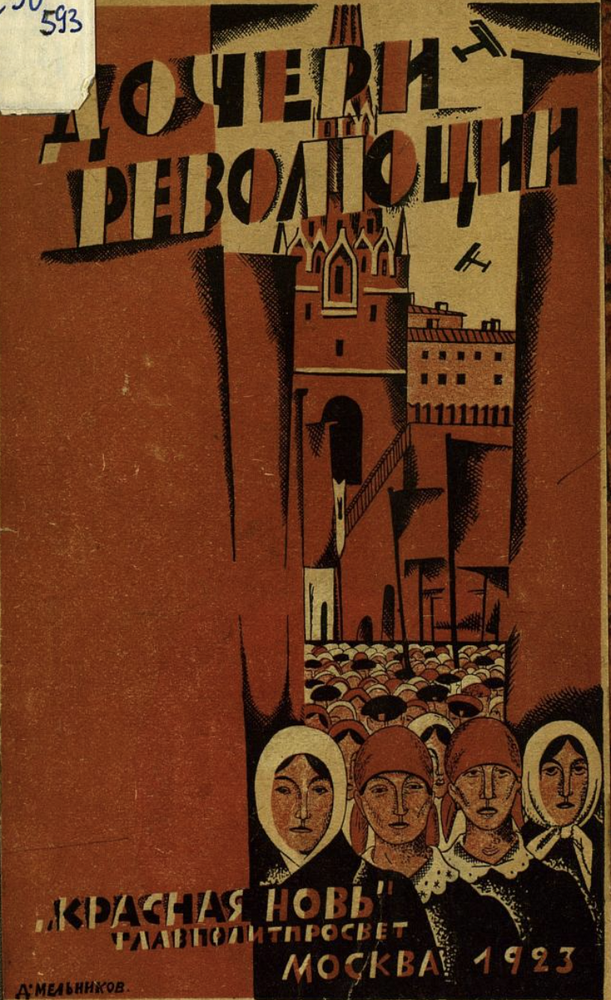 593
ДОЧЕРИ
РЕВОЛЮЦИИ
„КРАСНАЯ НОВЬ"
ГЛАВПОЛИТПРОСВЕТ
МОСКВА 1923
Д. МЕЛЬНИКОВ.